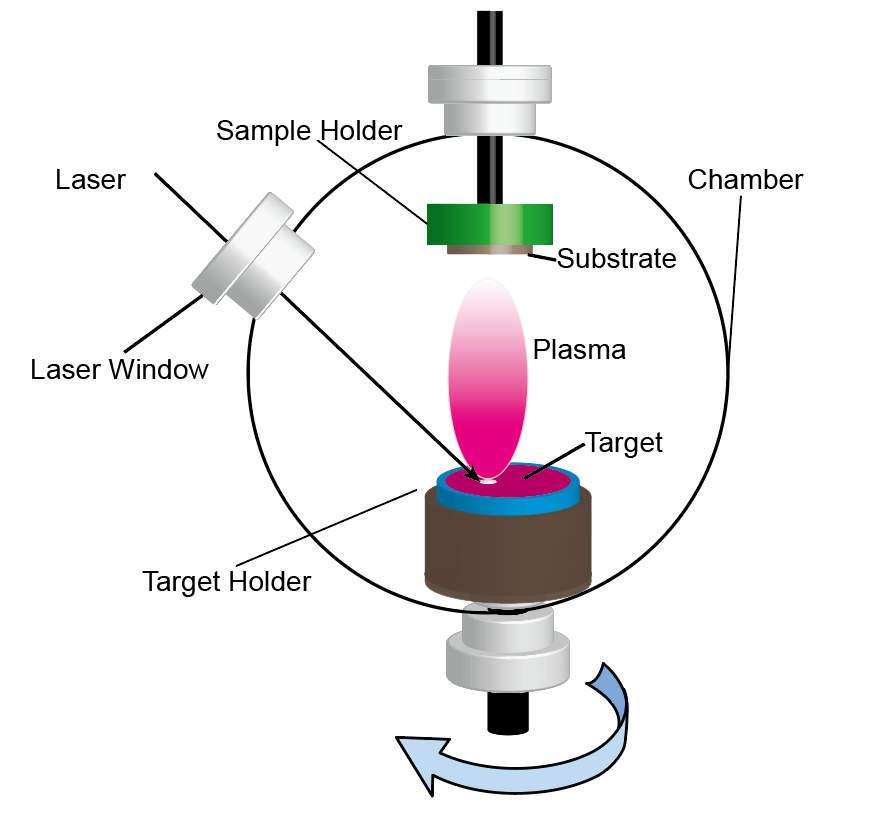 Sample Holder
Laser
Chamber
Substrate
Plasma
Laser Window
Target
Target Holder